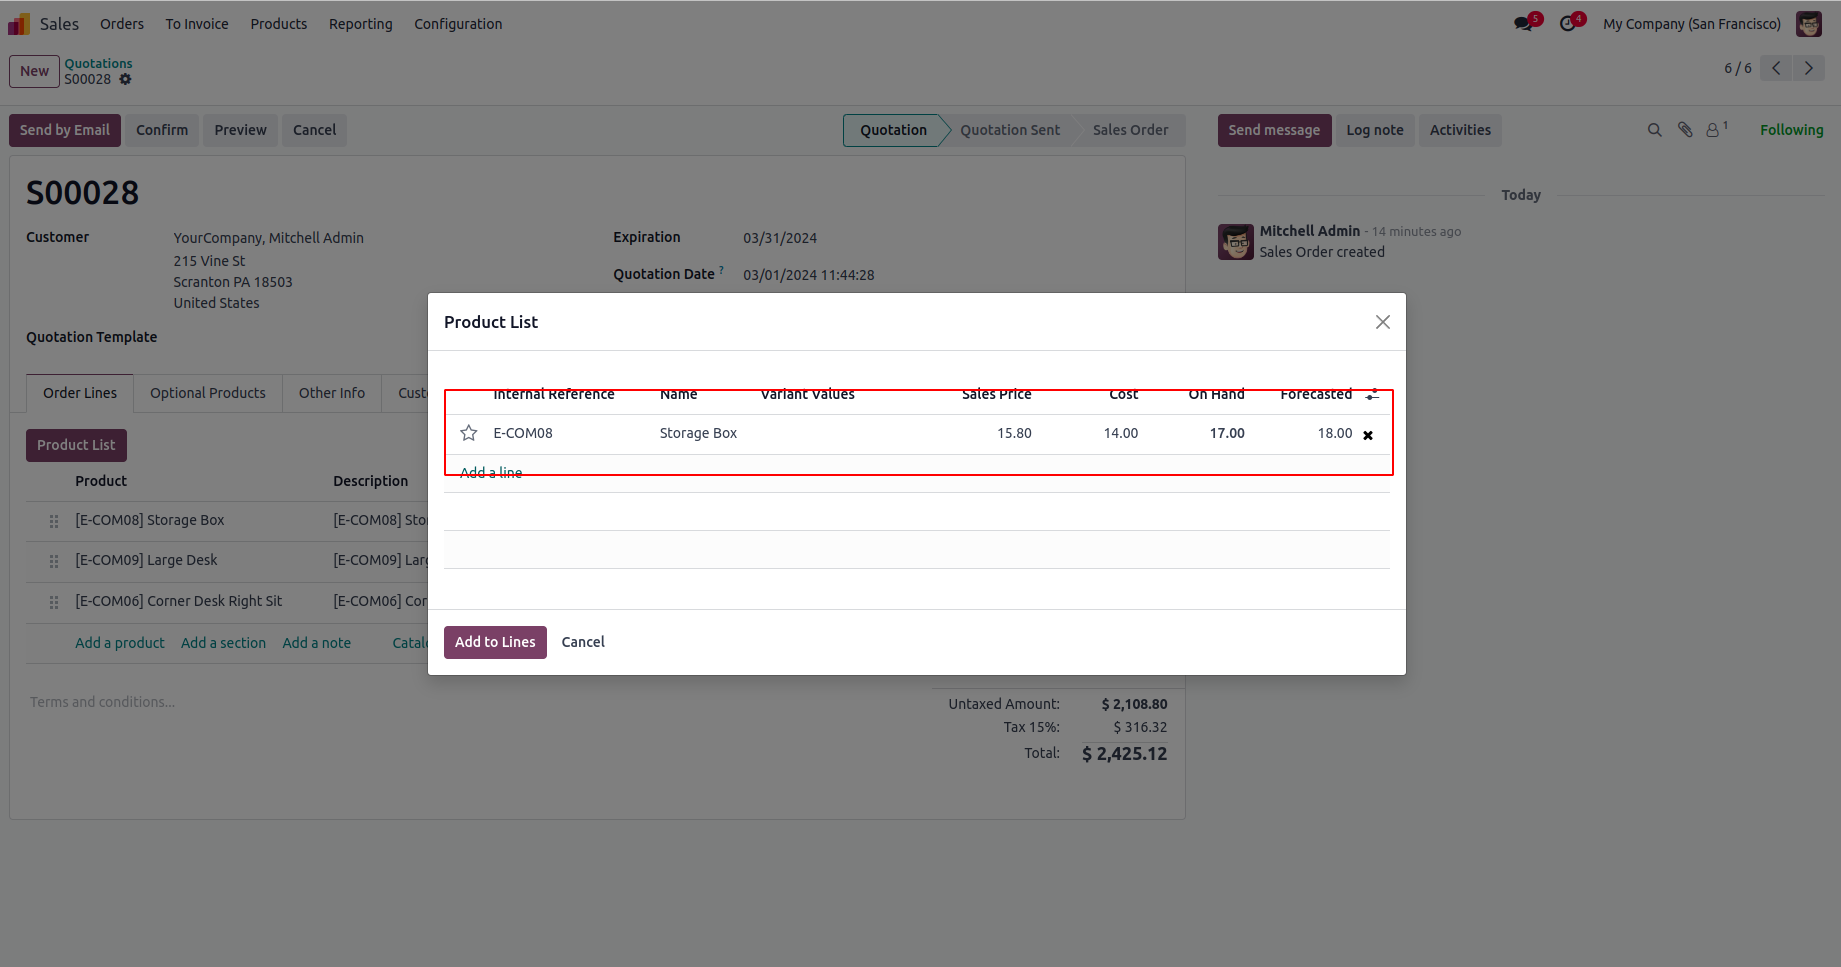 Sales Orders To Invoice Products Reporting Configuration 5 4 My Company (San Francisco)
New Quotations
S00028 6 / 6
Send by Email Confirm Preview Cancel Quotation Quotation Sent Sales Order Send message Log note Activities 1 Following
S00028
Today
Customer YourCompany, Mitchell Admin Expiration 03/31/2024
215 Vine St
Scranton PA 18503
United States
Quotation Date ? 03/01/2024 11:44:28
Mitchell Admin - 14 minutes ago
Sales Order created
Quotation Template
Order Lines Optional Products Other Info Cust
Product List
Product Description
[E-COM08] Storage Box [E-COM08] Sto
[E-COM09] Large Desk [E-COM09] Larg
[E-COM06] Corner Desk Right Sit [E-COM06] Cor
Add a product Add a section Add a note Catal
Terms and conditions...
Untaxed Amount: $ 2,108.80
Tax 15%: $ 316.32
Total: $ 2,425.12
Product List
Internal Reference Name Variant Values Sales Price Cost On Hand Forecasted
E-COM08 Storage Box 15.80 14.00 17.00 18.00
Add a line
Add to Lines Cancel